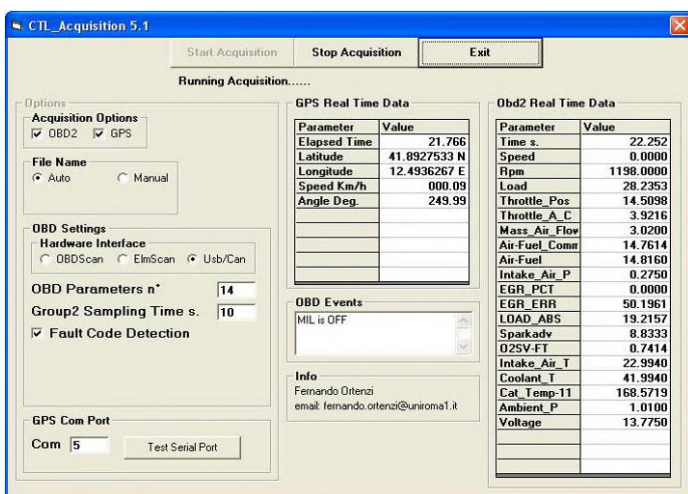 CTL_Acquisition 5.1
Start Acquisition
Stop Acquisition
Exit
Running Acquisition......
Options
Acquisition Options
OBD2 GPS
File Name
Auto Manual
OBD Settings
Hardware Interface
OBDScan ElmScan Usb/Can
OBD Parameters n° 14
Group2 Sampling Time s. 10
Fault Code Detection
GPS Com Port
Com 5 Test Serial Port
GPS Real Time Data
Parameter Value
Elapsed Time 21.766
Latitude 41.8927533 N
Longitude 12.4936267 E
Speed Km/h 000.09
Angle Deg. 249.99
OBD Events
MIL is OFF
Info
Fernando Ortenzi
email: fernando.ortenzi@uniroma1.it
Obd2 Real Time Data
Parameter Value
Time s. 22.252
Speed 0.0000
Rpm 1198.0000
Load 28.2353
Throttle_Pos 14.5098
Throttle_A_C 3.9216
Mass_Air_Flow 3.0200
Air-Fuel_Comm 14.7614
Air-Fuel 14.8160
Intake_Air_P 0.2750
EGR_PCT 0.0000
EGR_ERR 50.1961
LOAD_ABS 19.2157
Sparkadv 8.8333
O2SV-FT 0.7414
Intake_Air_T 22.9940
Coolant_T 41.9940
Cat_Temp-11 168.5719
Ambient_P 1.0100
Voltage 13.7750